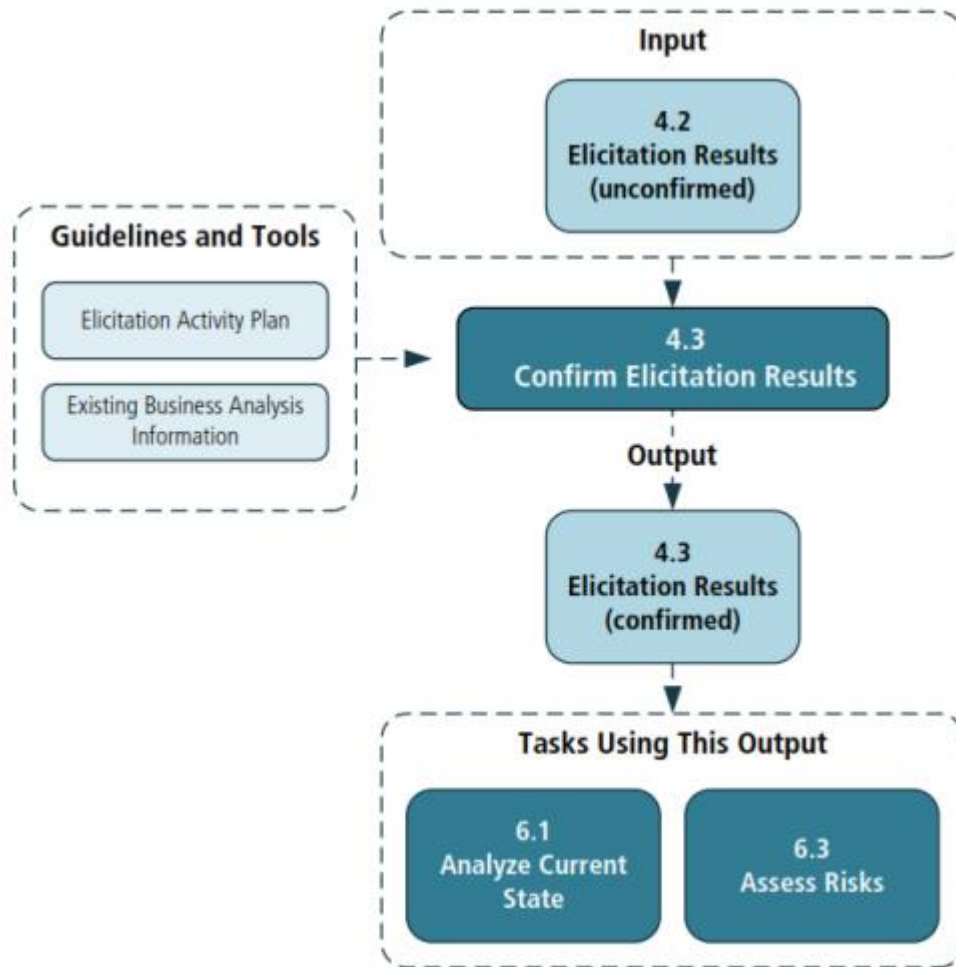 Input
4.2
Elicitation Results
(unconfirmed)
Guidelines and Tools
Elicitation Activity Plan
Existing Business Analysis
Information
4.3
Confirm Elicitation Results
Output
4.3
Elicitation Results
(confirmed)
Tasks Using This Output
6.1
Analyze Current
State
6.3
Assess Risks